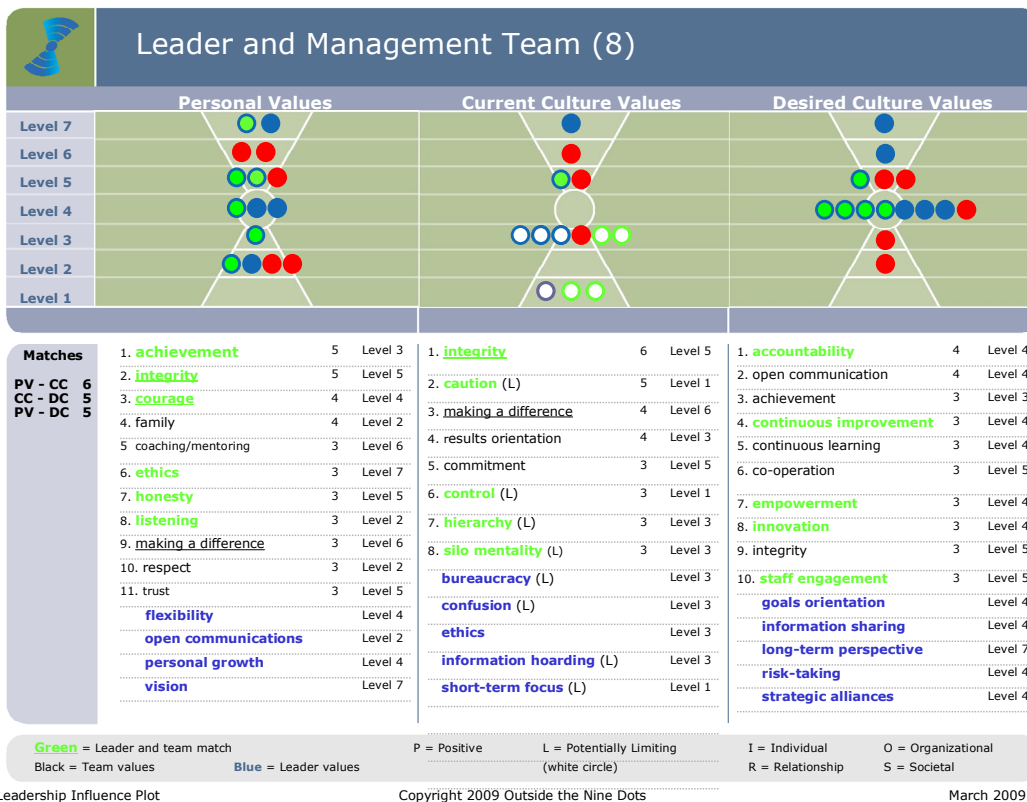 Leader and Management Team (8)
Personal Values Current Culture Values Desired Culture Values
Level 7
Level 6
Level 5
Level 4
Level 3
Level 2
Level 1
Matches
PV - CC 6
CC - DC 5
PV - DC 5
1. achievement 5 Level 3
2. integrity 5 Level 5
3. courage 4 Level 4
4. family 4 Level 2
5 coaching/mentoring 3 Level 6
6. ethics 3 Level 7
7. honesty 3 Level 5
8. listening 3 Level 2
9. making a difference 3 Level 6
10. respect 3 Level 2
11. trust 3 Level 5
flexibility Level 4
open communications Level 2
personal growth Level 4
vision Level 7
1. integrity 6 Level 5
2. caution (L) 5 Level 1
3. making a difference 4 Level 6
4. results orientation 4 Level 3
5. commitment 3 Level 5
6. control (L) 3 Level 1
7. hierarchy (L) 3 Level 3
8. silo mentality (L) 3 Level 3
bureaucracy (L) Level 3
confusion (L) Level 3
ethics Level 3
information hoarding (L) Level 3
short-term focus (L) Level 1
1. accountability 4 Level 4
2. open communication 4 Level 4
3. achievement 3 Level 3
4. continuous improvement 3 Level 4
5. continuous learning 3 Level 4
6. co-operation 3 Level 5
7. empowerment 3 Level 4
8. innovation 3 Level 4
9. integrity 3 Level 5
10. staff engagement 3 Level 5
goals orientation Level 4
information sharing Level 4
long-term perspective Level 7
risk-taking Level 4
strategic alliances Level 4
Green = Leader and team match P = Positive L = Potentially Limiting I = Individual O = Organizational
Black = Team values Blue = Leader values (white circle) R = Relationship S = Societal
Leadership Influence Plot Copyright 2009 Outside the Nine Dots March 2009